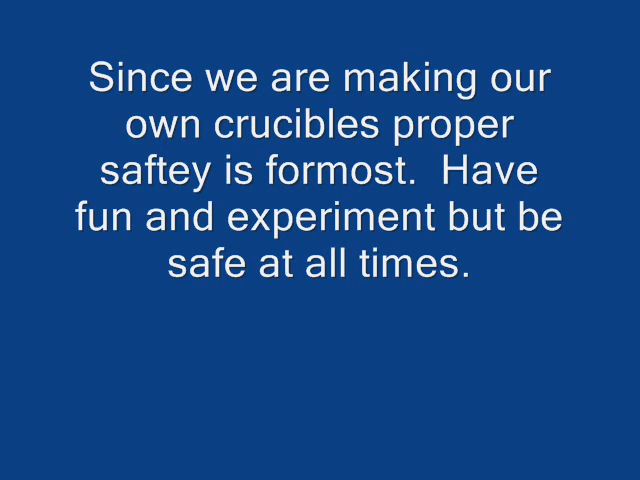 Since we are making our
own crucibles proper
saftey is formost.  Have
fun and experiment but be
safe at all times.